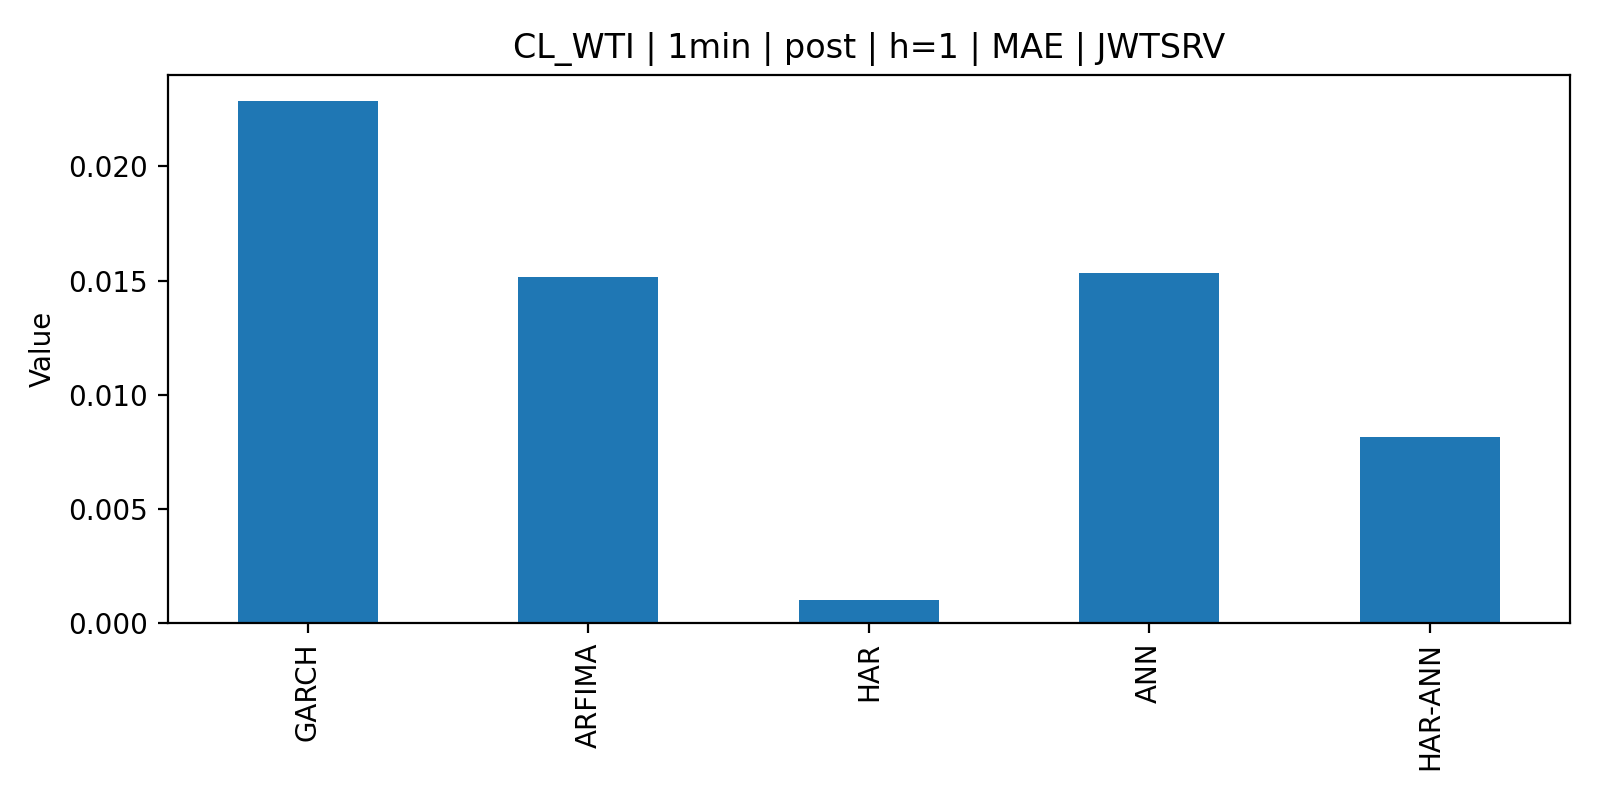 CL_WTI | 1min | post | h=1 | MAE | JWTSRV
Value
0.020
0.015
0.010
0.005
0.000
GARCH
ARFIMA
HAR
ANN
HAR-ANN